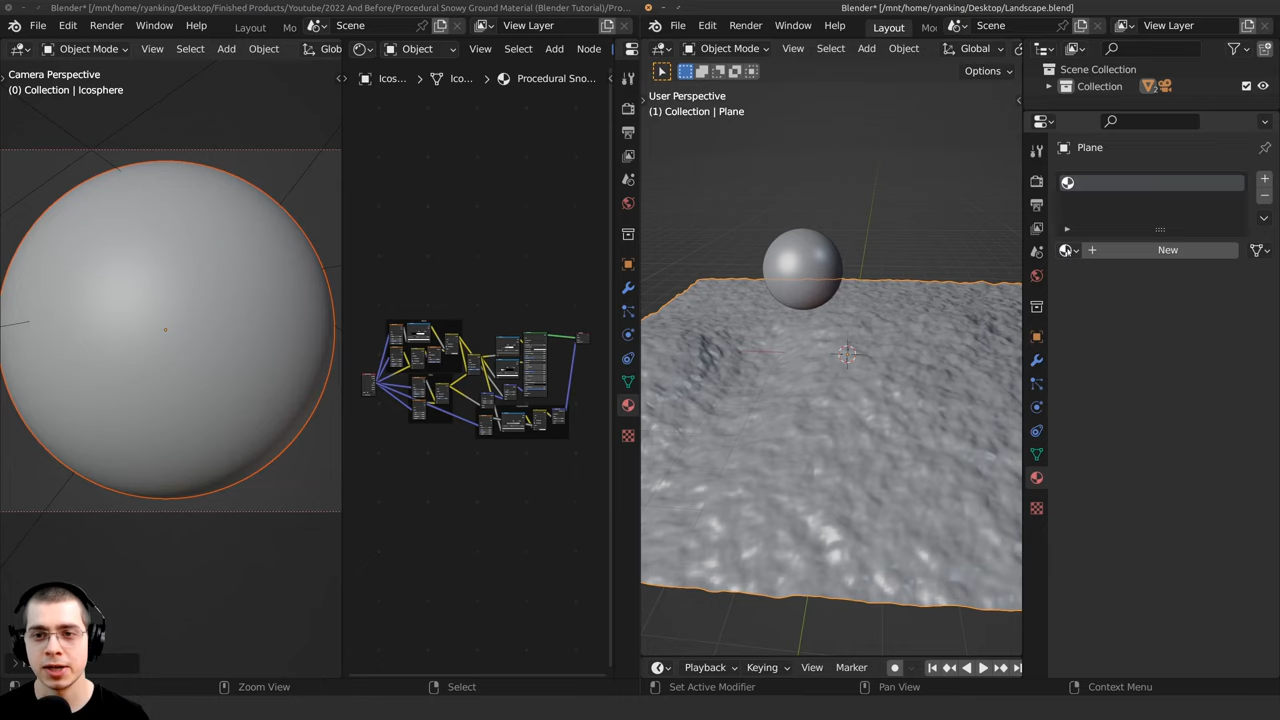 Blender* [/mnt/home/ryanking/Desktop/Finished Products/Youtube/2022 And Before/Procedural Snowy Ground Material (Blender Tutorial)/Pro...
File Edit Render Window Help Layout Mo Scene View Layer
Object Mode View Select Add Object Glob
Object View Select Add Node
Camera Perspective
(0) Collection | Icosphere
Icos... Ico... Procedural Sno...
Zoom View
Select
Blender* [/mnt/home/ryanking/Desktop/Landscape.blend]
File Edit Render Window Help Layout Mo Scene View Layer
Object Mode View Select Add Object Global
Options
User Perspective
(1) Collection | Plane
Scene Collection
Collection 2
Plane
New
Playback Keying View Marker
Set Active Modifier
Pan View
Context Menu